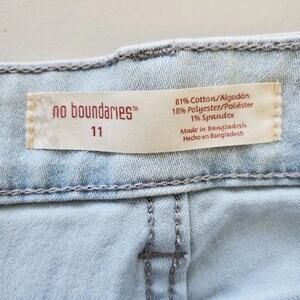 no boundaries™
11
81% Cotton/Algodón
18% Polyester/Poliéster
1% Spandex
Made in Bangladesh
Hecho en Bangladesh